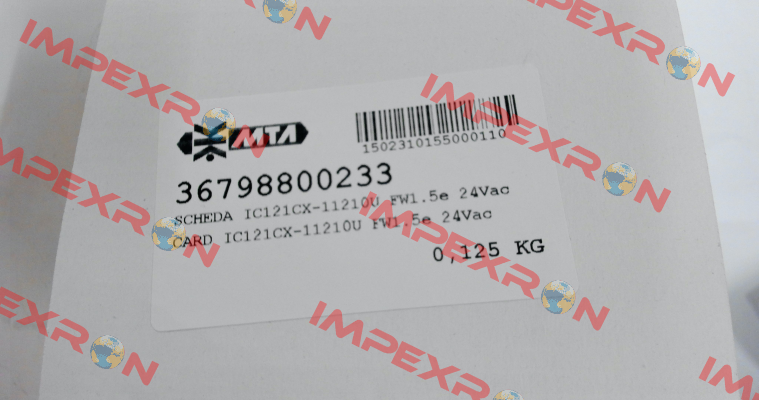 MTA
1502310155000110
36798800233
SCHEDA IC121CX-11210U FW1.5e 24Vac
CARD IC121CX-11210U FW1.5e 24Vac
0,125 KG
IMPEXRON
IMPEXRON
IMPEXRON
IMPEXRON
IMPEXRON
IMPEXRON
IMPEXRON